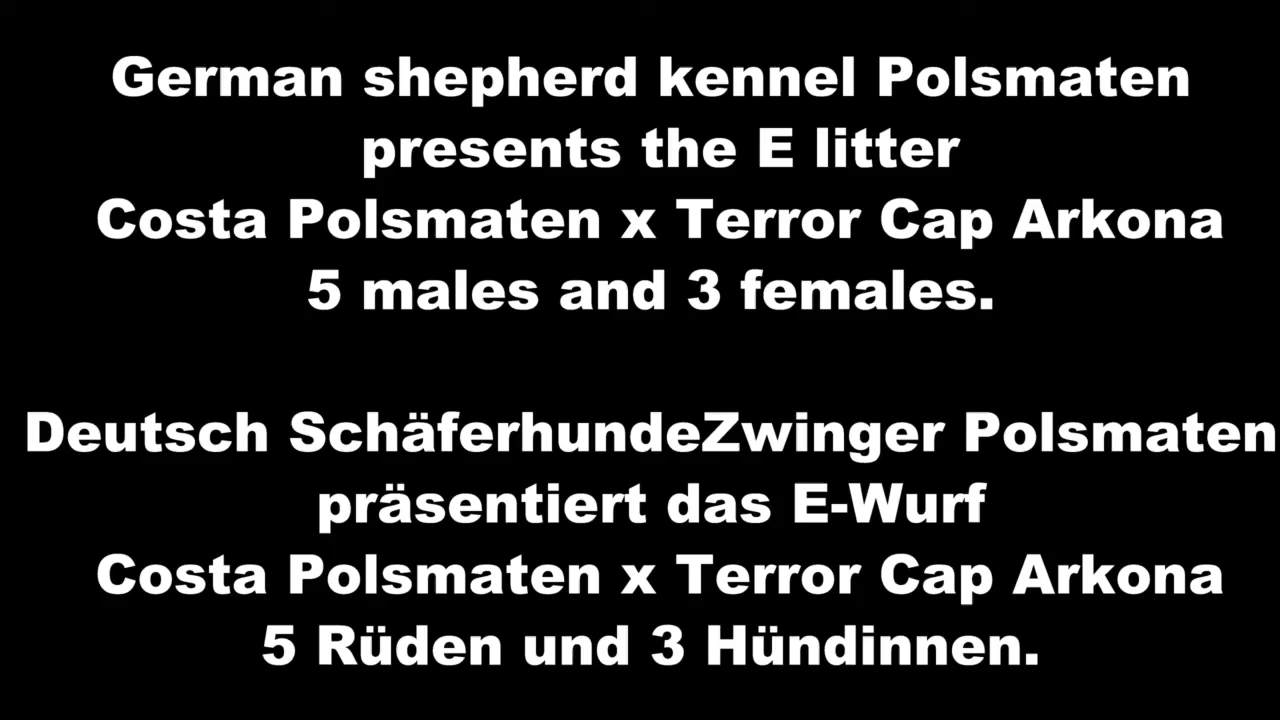 German shepherd kennel Polsmaten
presents the E litter
Costa Polsmaten x Terror Cap Arkona
5 males and 3 females.
Deutsch SchäferhundeZwinger Polsmaten
präsentiert das E-Wurf
Costa Polsmaten x Terror Cap Arkona
5 Rüden und 3 Hündinnen.